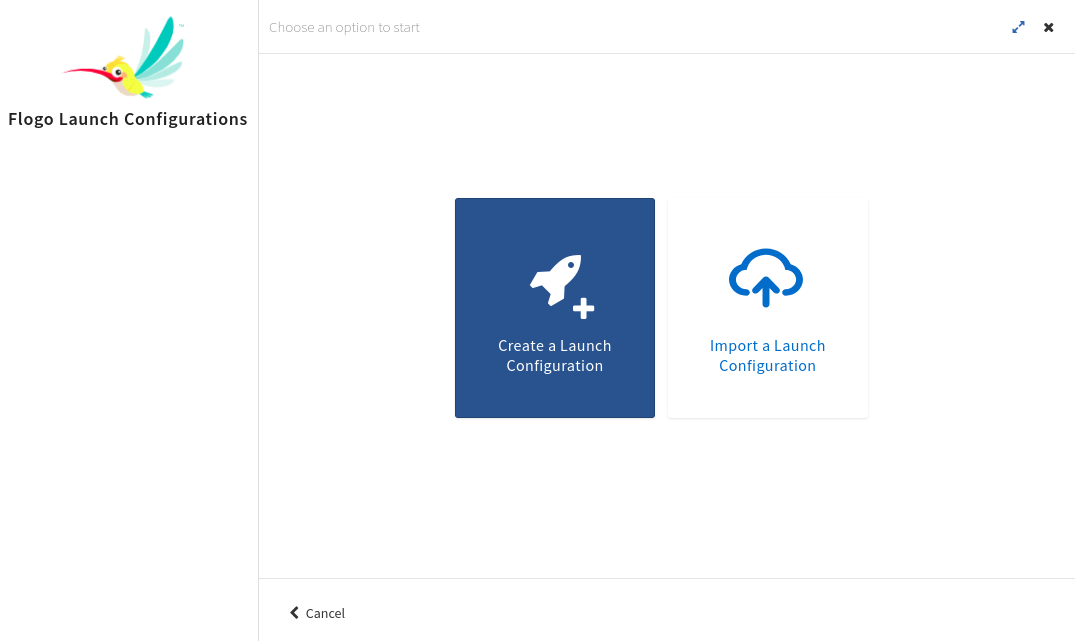 Flogo Launch Configurations
Choose an option to start
Create a Launch
Configuration
Import a Launch
Configuration
Cancel